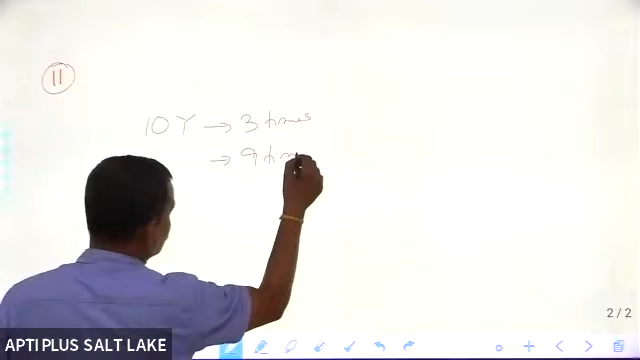 11
10Y → 3 times
→ 9 tim
2/2
APTI PLUS SALT LAKE